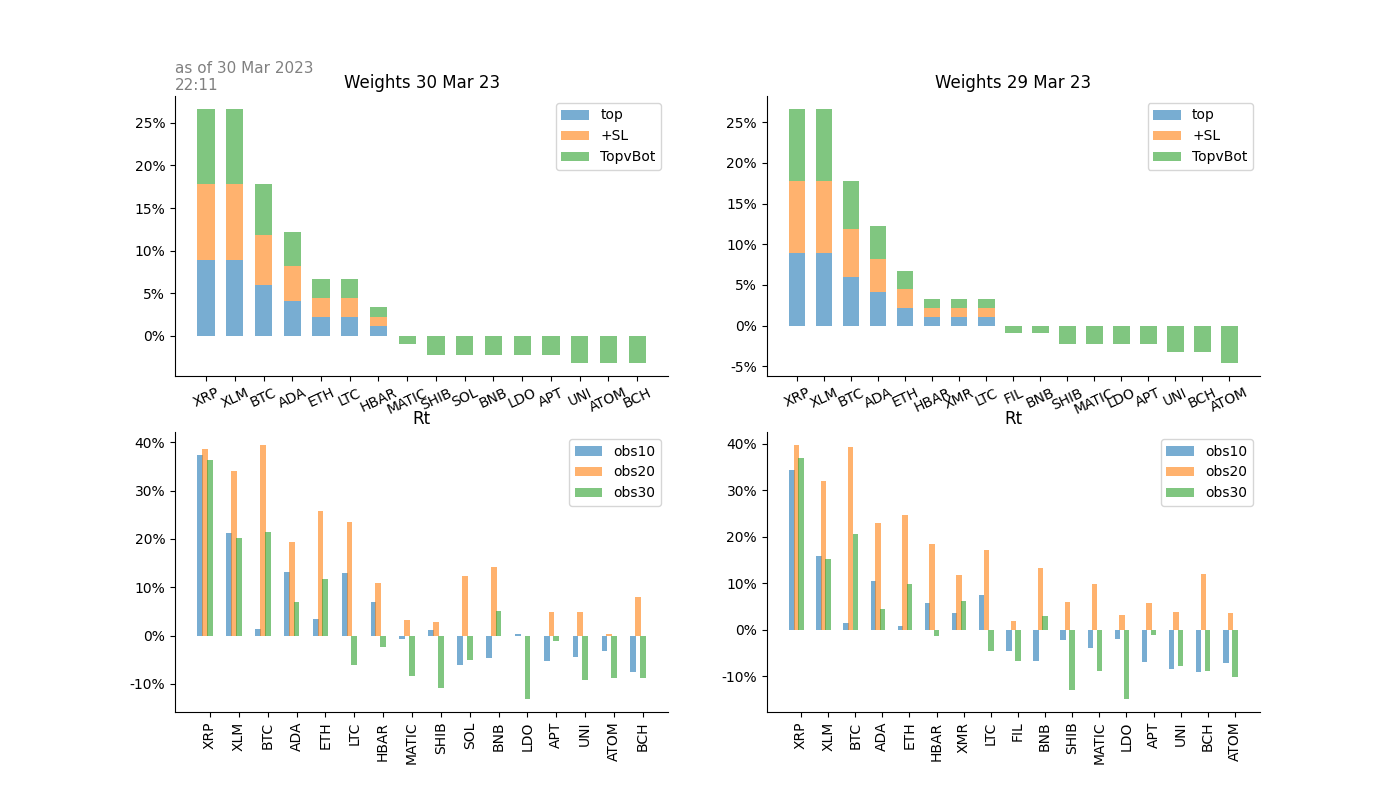 as of 30 Mar 2023
22:11
Weights 30 Mar 23
top
+SL
TopvBot
25%
20%
15%
10%
5%
0%
XRP XLM BTC ADA ETH LTC HBAR MATIC SHIB SOL BNB LDO APT UNI ATOM BCH
Weights 29 Mar 23
top
+SL
TopvBot
25%
20%
15%
10%
5%
0%
-5%
XRP XLM BTC ADA ETH HBAR XMR LTC FIL BNB SHIB MATIC LDO APT UNI BCH ATOM
Rt
obs10
obs20
obs30
40%
30%
20%
10%
0%
-10%
XRP XLM BTC ADA ETH LTC HBAR MATIC SHIB SOL BNB LDO APT UNI ATOM BCH
Rt
obs10
obs20
obs30
40%
30%
20%
10%
0%
-10%
XRP XLM BTC ADA ETH HBAR XMR LTC FIL BNB SHIB MATIC LDO APT UNI BCH ATOM